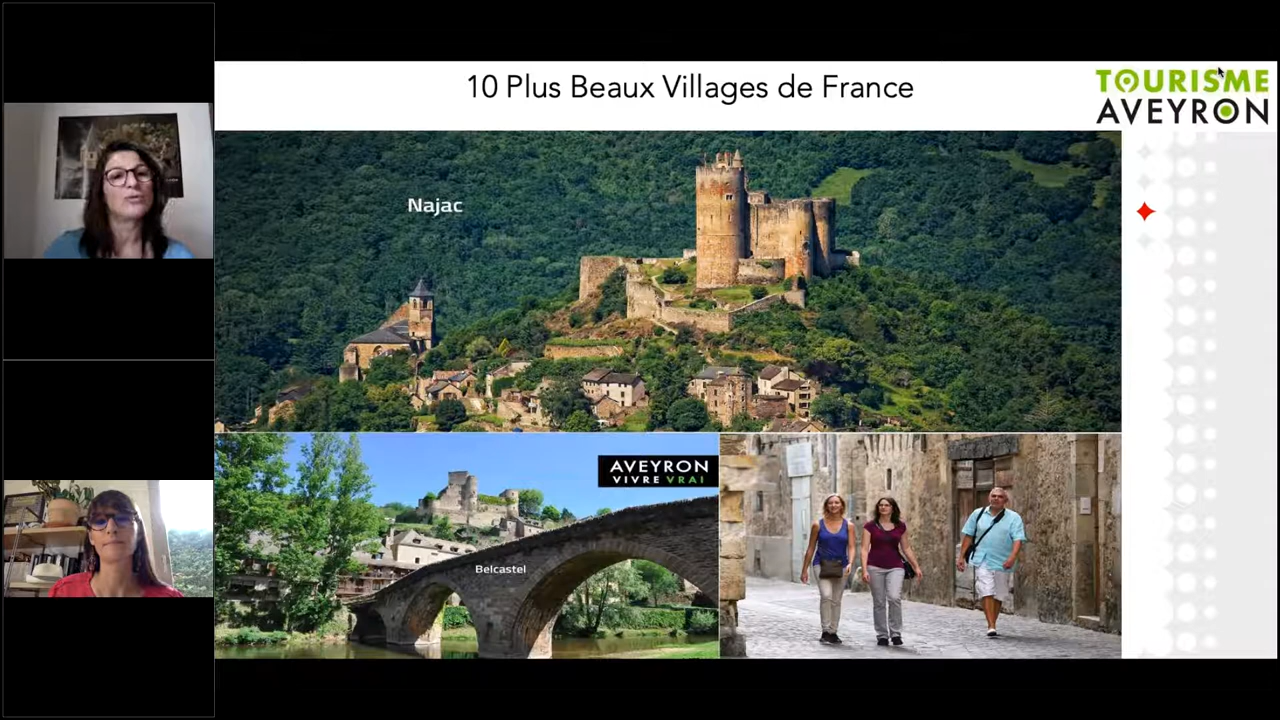 10 Plus Beaux Villages de France
TOURISME
AVEYRON
Najac
AVEYRON
VIVRE VRAI
Belcastel